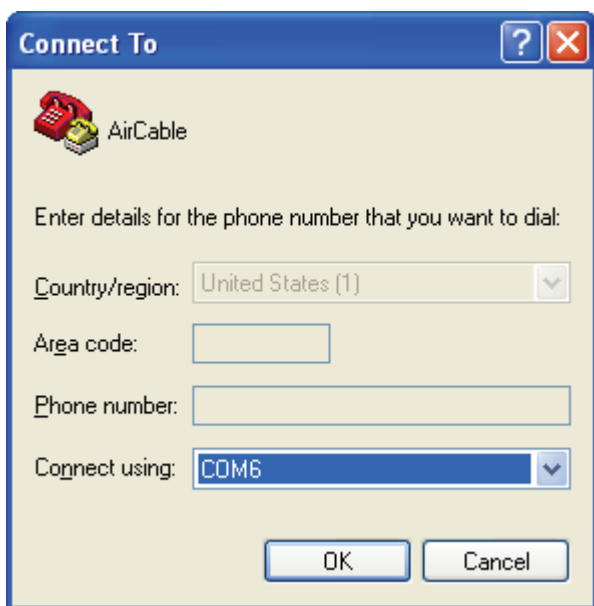 Connect To
AirCable
Enter details for the phone number that you want to dial:
Country/region: United States (1)
Area code:
Phone number:
Connect using: COM6
OK Cancel